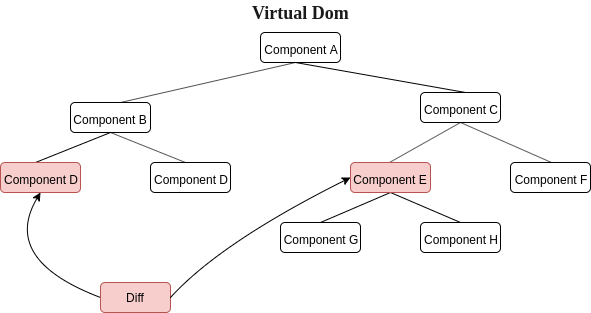 Virtual Dom
Component A
Component B
Component C
Component D
Component D
Component E
Component F
Component G
Component H
Diff